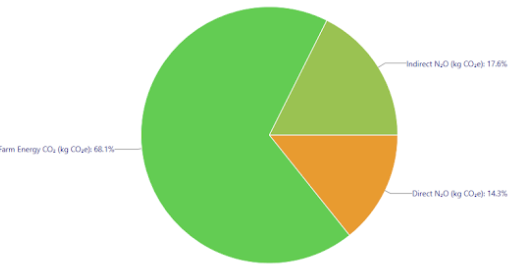 Indirect N₂O (kg CO₂e): 17.6%
Farm Energy CO₂ (kg CO₂e): 68.1%
Direct N₂O (kg CO₂e): 14.3%